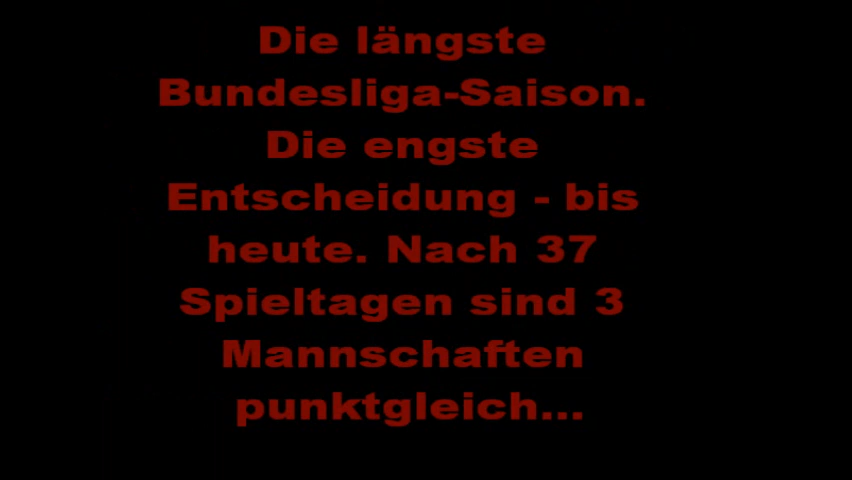 Die längste
Bundesliga-Saison.
Die engste
Entscheidung - bis
heute. Nach 37
Spieltagen sind 3
Mannschaften
punktgleich...